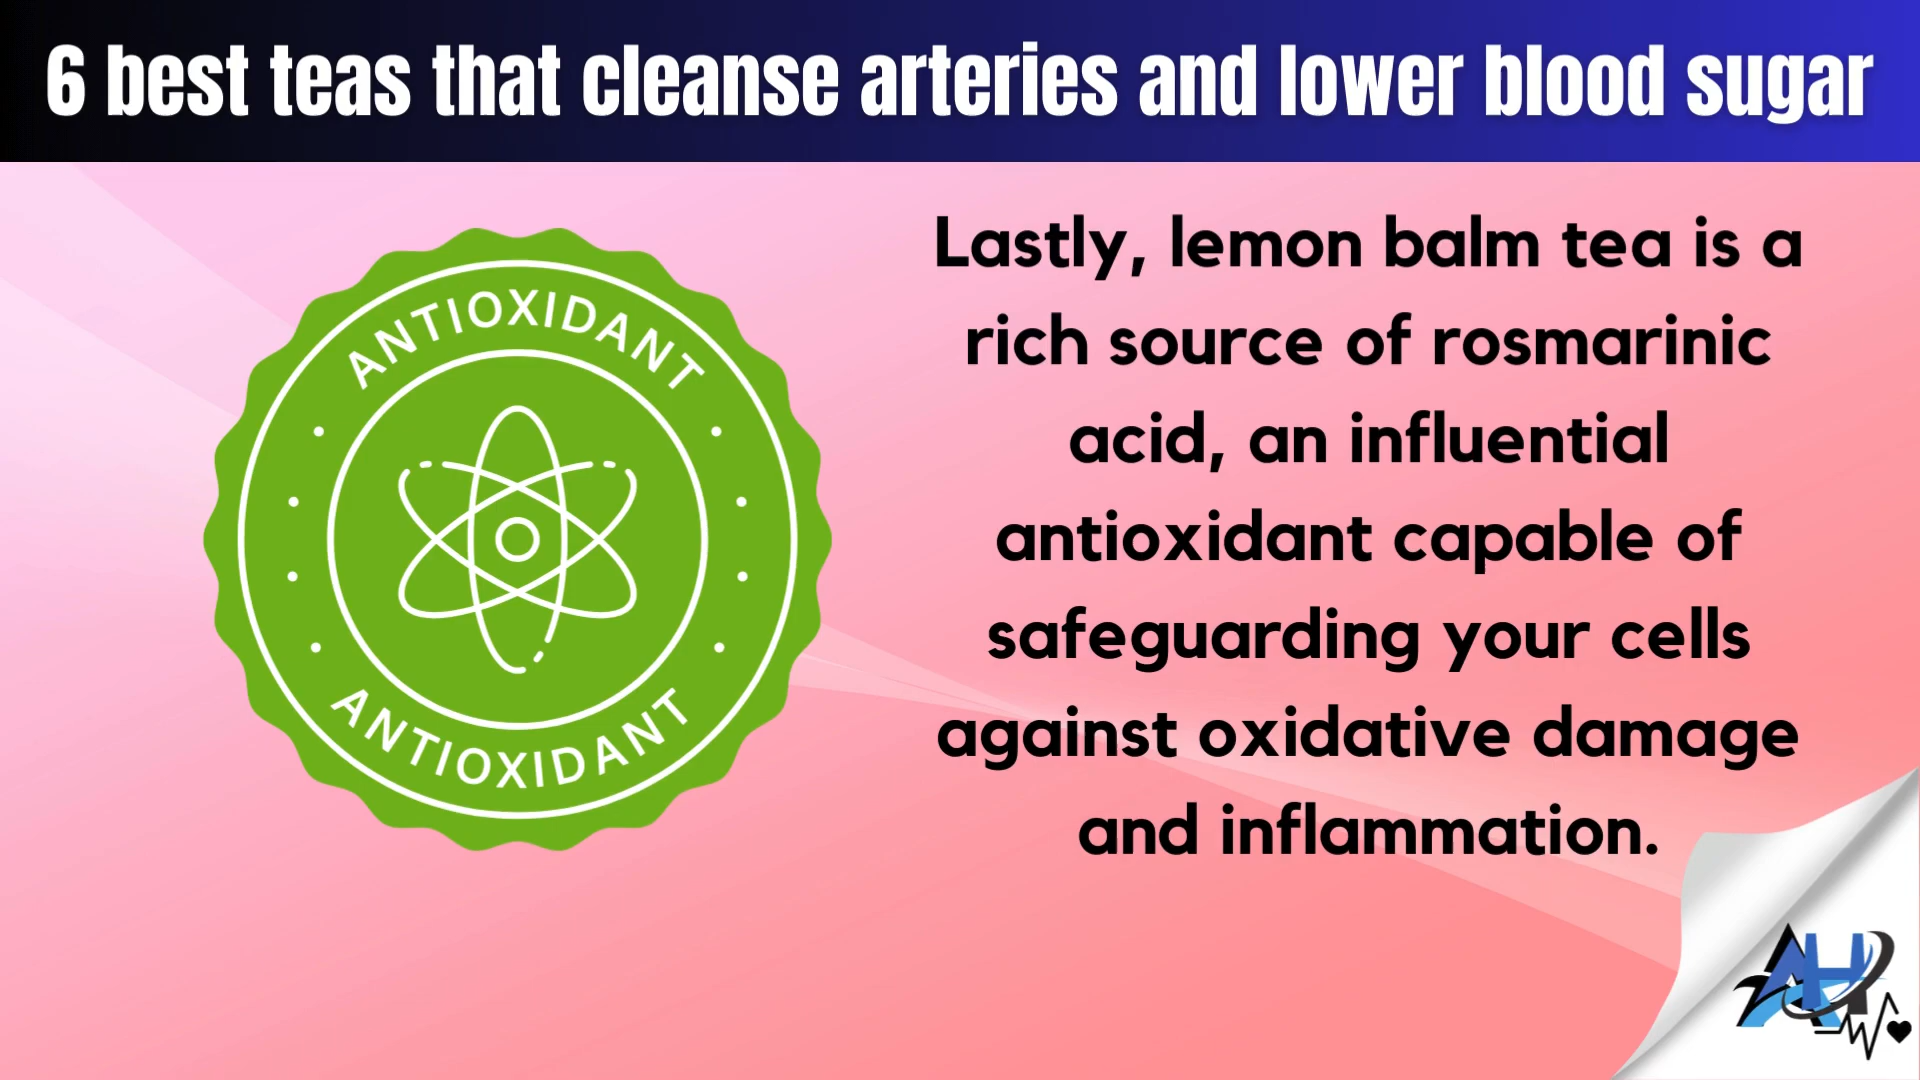 6 best teas that cleanse arteries and lower blood sugar
ANTIOXIDANT
ANTIOXIDANT
Lastly, lemon balm tea is a
rich source of rosmarinic
acid, an influential
antioxidant capable of
safeguarding your cells
against oxidative damage
and inflammation.
AH